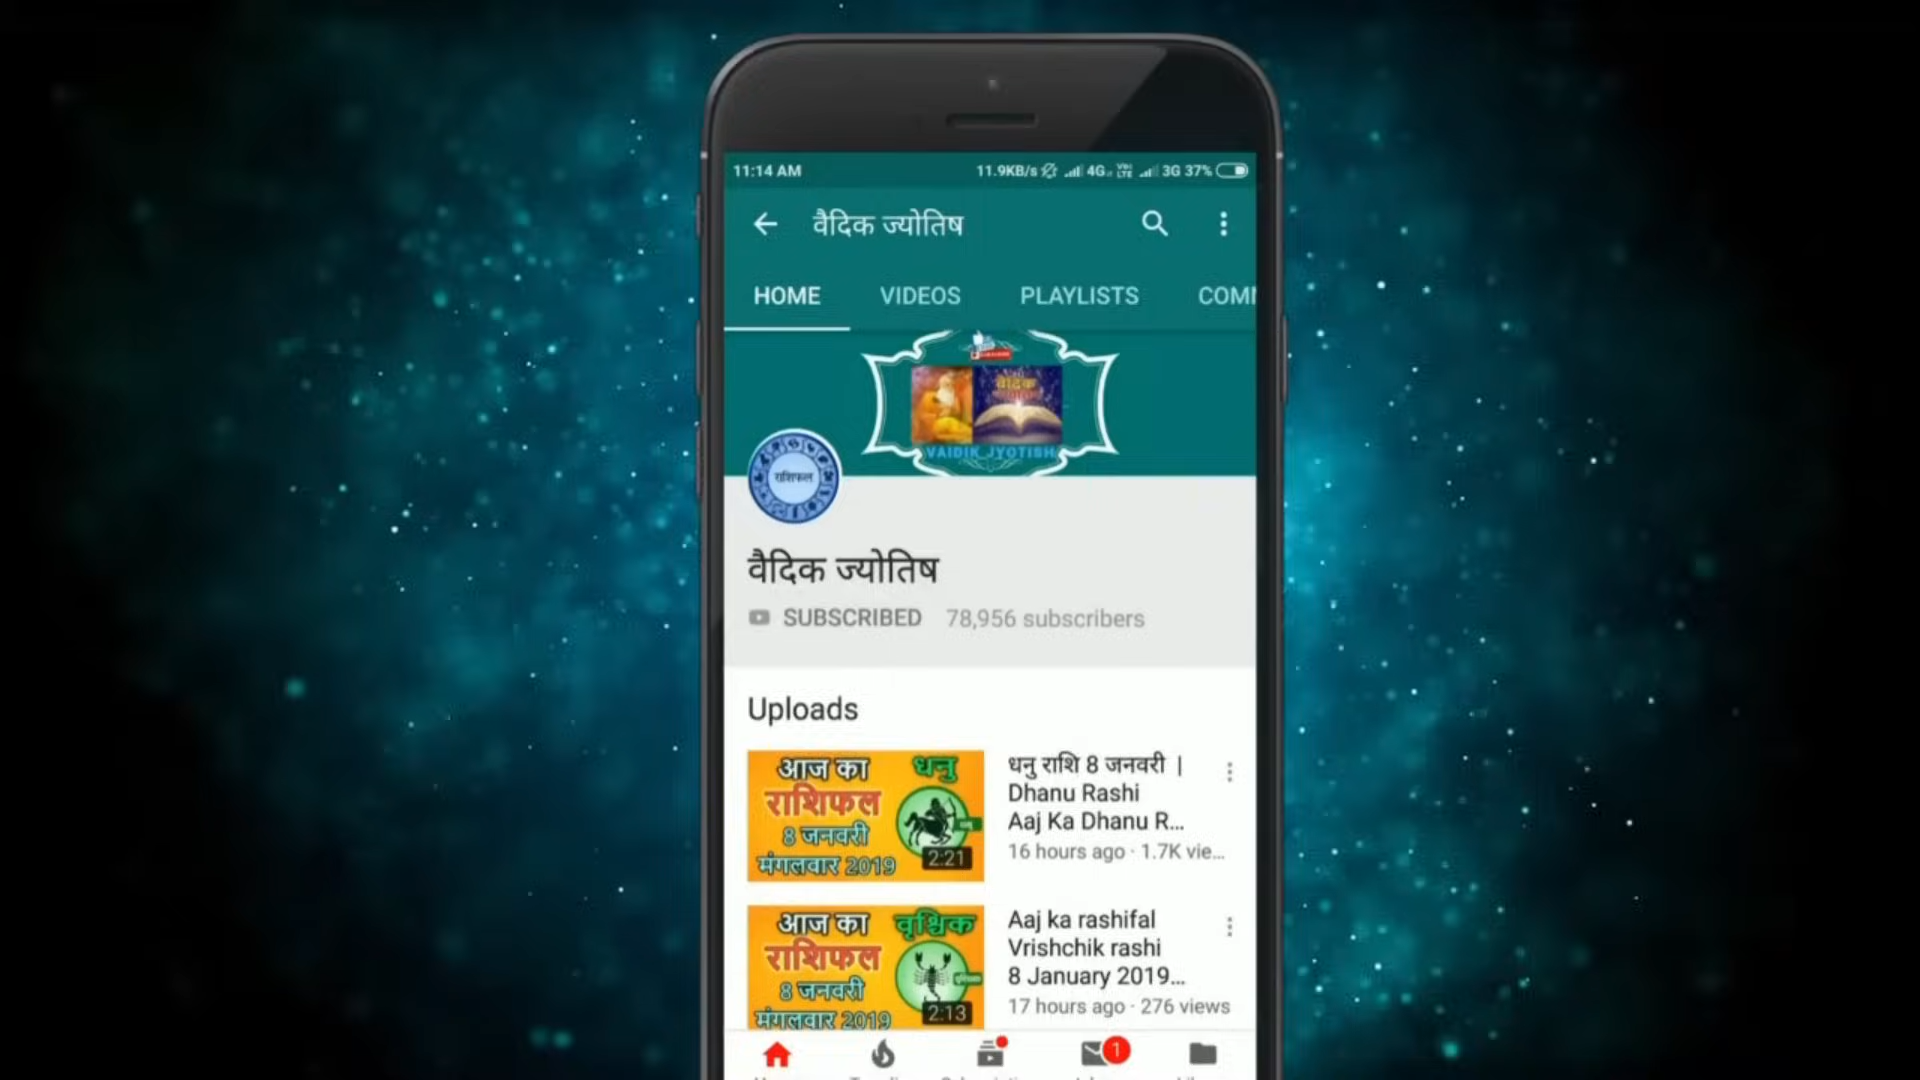 11:14 AM 11.9KB/s 4G VoLTE 3G 37%
वैदिक ज्योतिष
HOME VIDEOS PLAYLISTS COMM
वैदिक
VAIDIK JYOTISH
राशिफल
वैदिक ज्योतिष
SUBSCRIBED 78,956 subscribers
Uploads
आज का धनु
राशिफल
8 जनवरी
मंगलवार 2019
2:21
धनु राशि 8 जनवरी |
Dhanu Rashi
Aaj Ka Dhanu R...
16 hours ago · 1.7K vie...
आज का वृश्चिक
राशिफल
8 जनवरी
मंगलवार 2019
2:13
Aaj ka rashifal
Vrishchik rashi
8 January 2019...
17 hours ago · 276 views
1